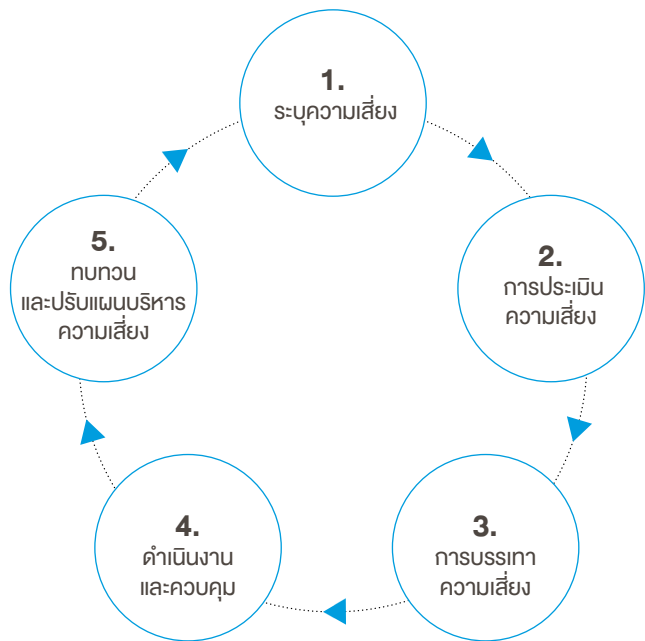 1.
ระบุความเสี่ยง
2.
การประเมิน
ความเสี่ยง
3.
การบรรเทา
ความเสี่ยง
4.
ดำเนินงาน
และควบคุม
5.
ทบทวน
และปรับแผนบริหาร
ความเสี่ยง